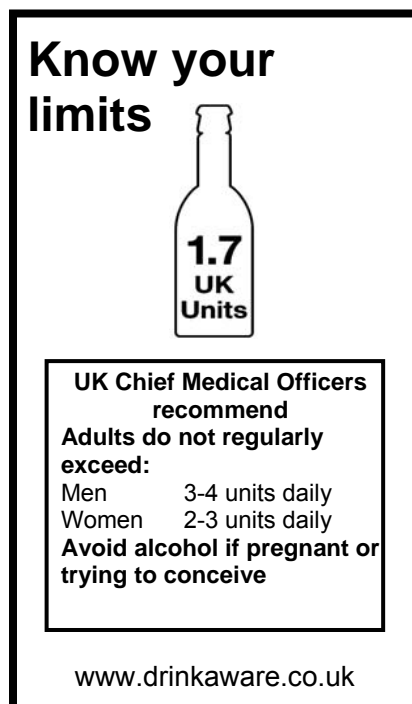 Know your
limits
1.7
UK
Units
UK Chief Medical Officers
recommend
Adults do not regularly
exceed:
Men 3-4 units daily
Women 2-3 units daily
Avoid alcohol if pregnant or
trying to conceive
www.drinkaware.co.uk